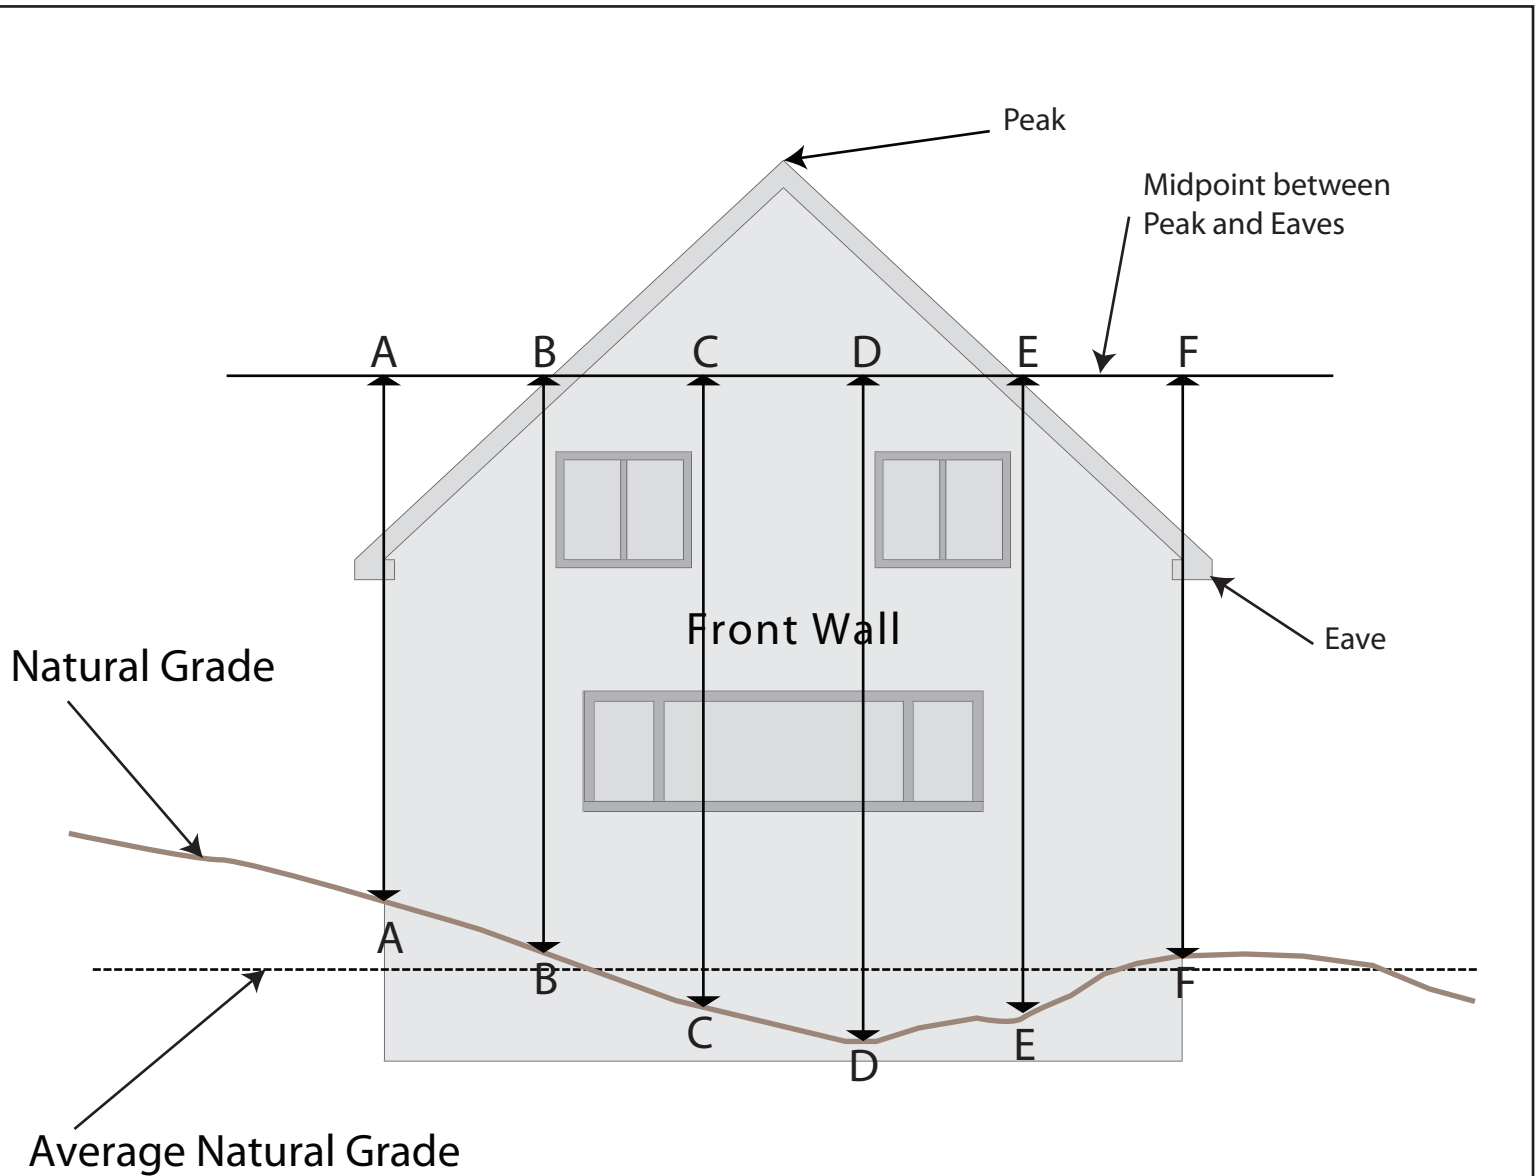 Peak
Midpoint between
Peak and Eaves
A B C D E F
Front Wall
Eave
Natural Grade
A
B
C
D
E
F
Average Natural Grade